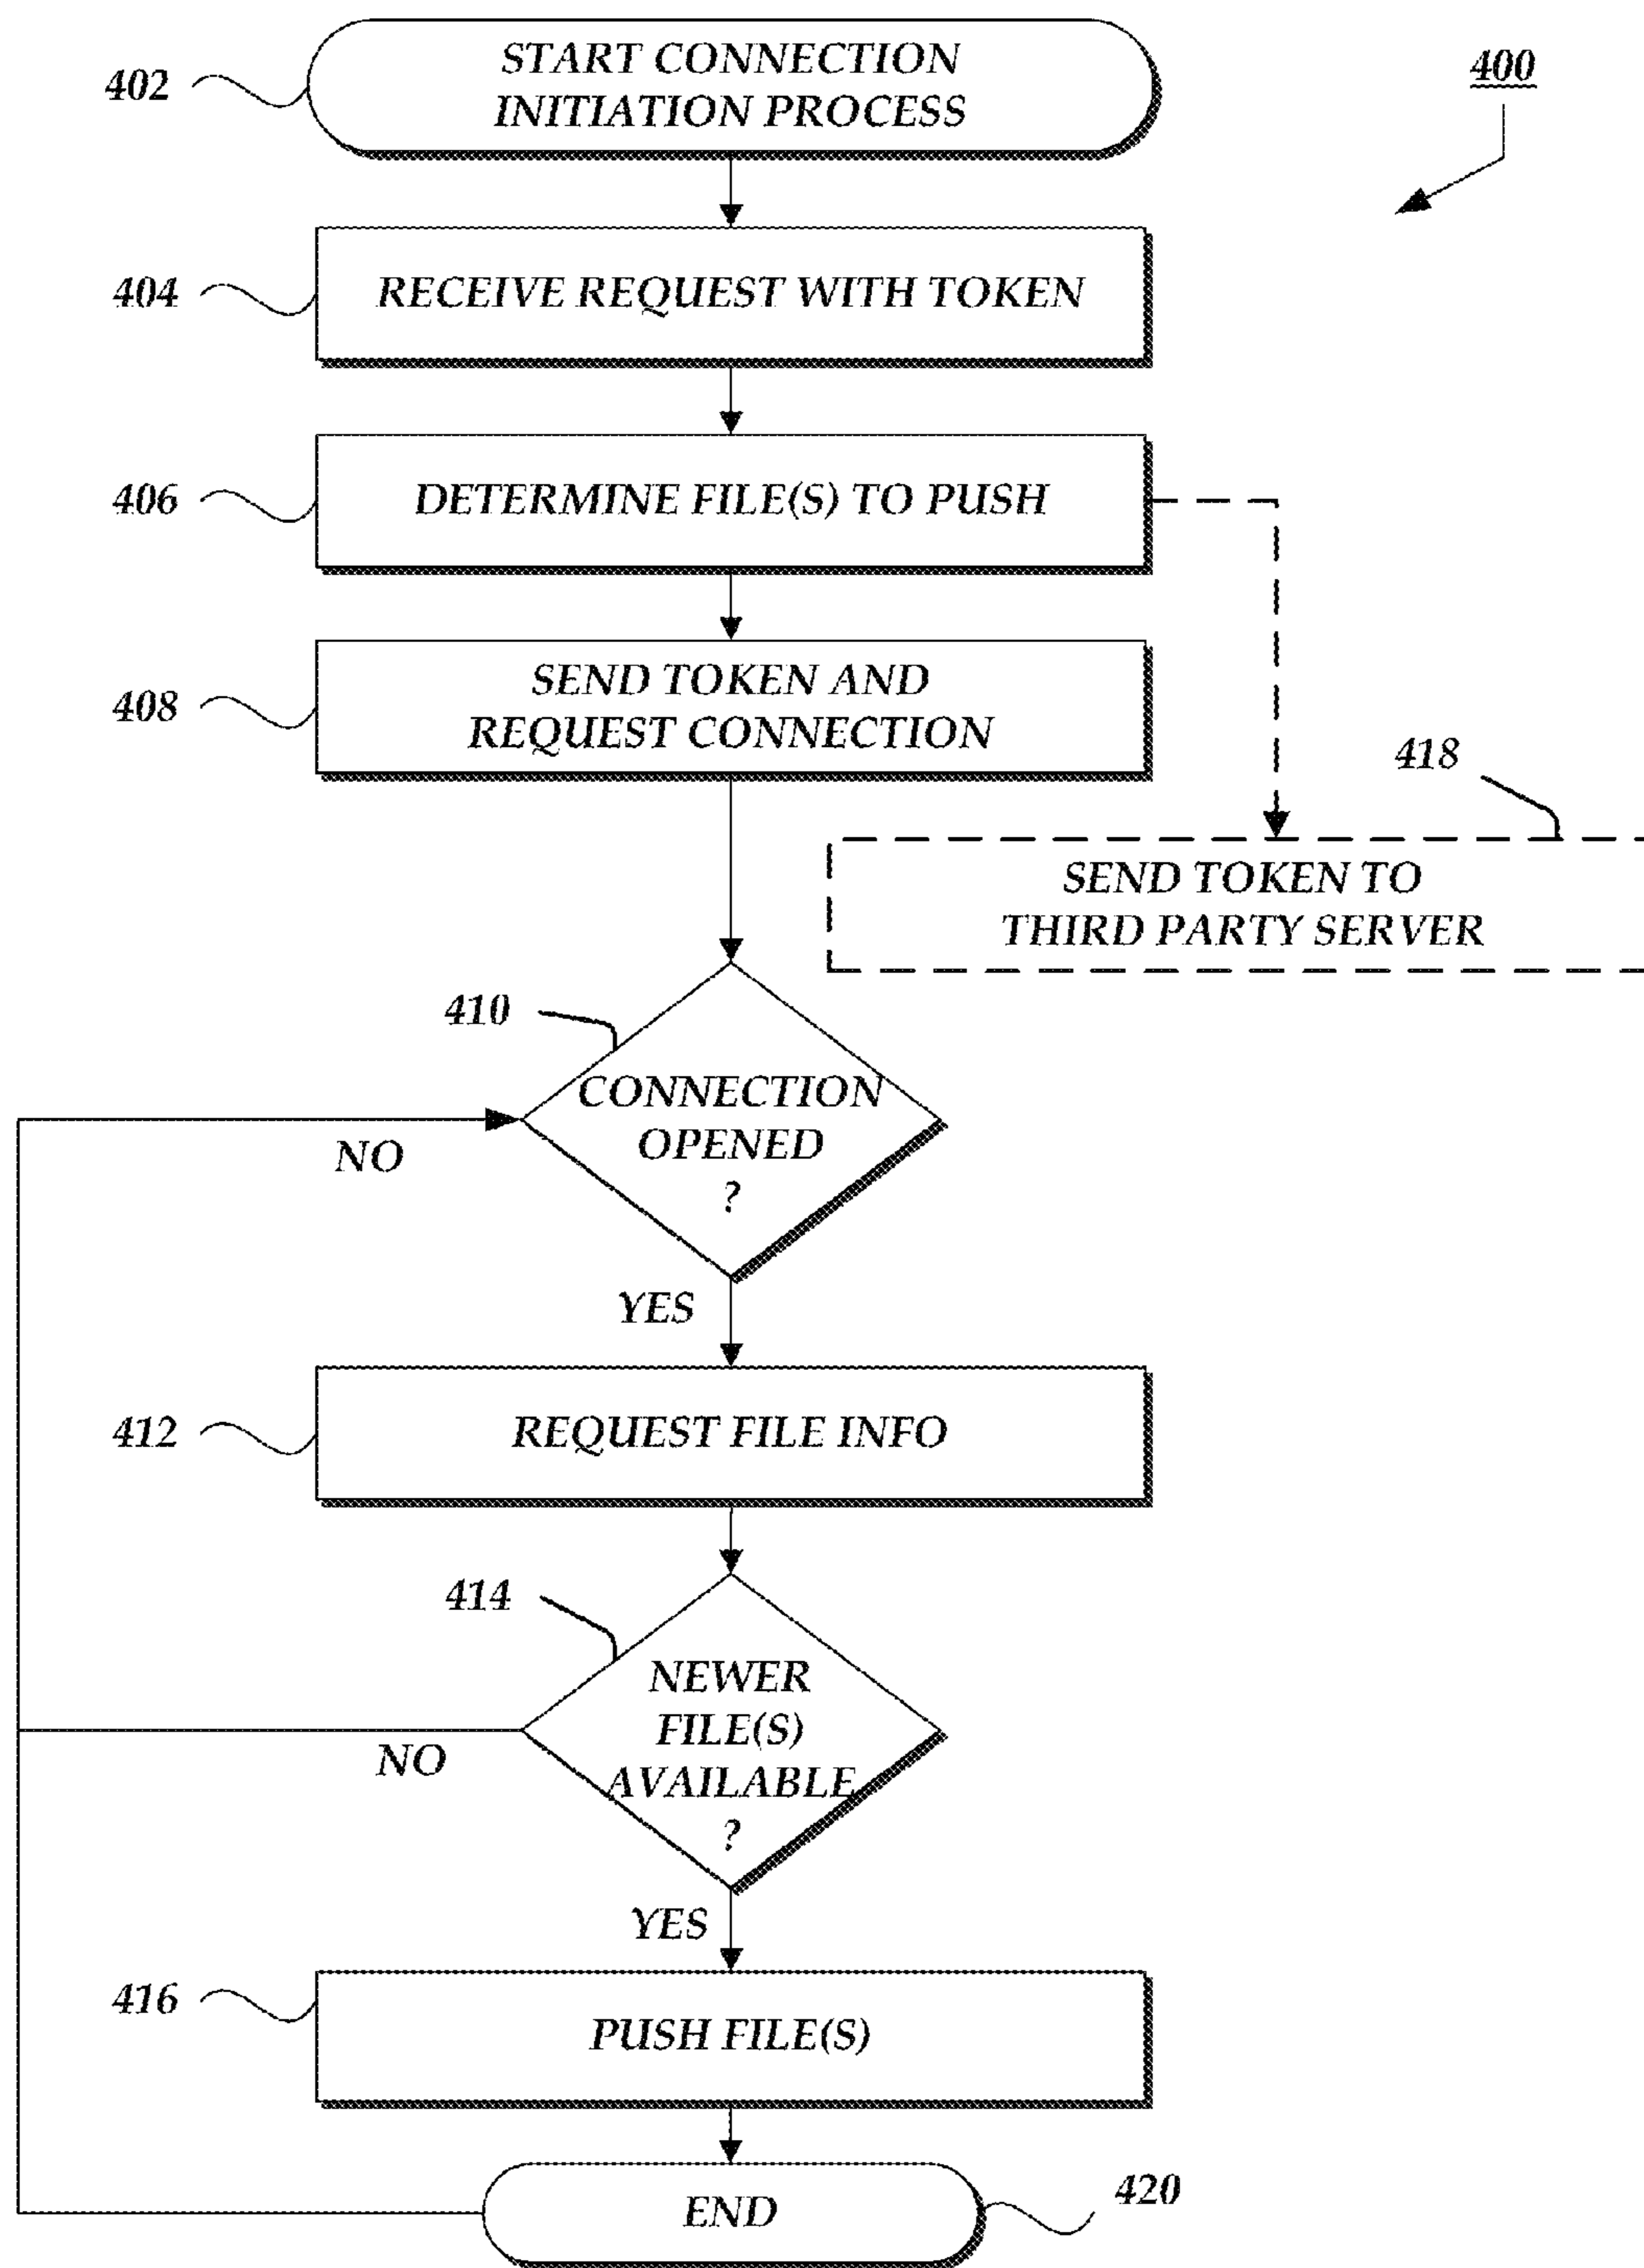 402
START CONNECTION
INITIATION PROCESS
400
404
RECEIVE REQUEST WITH TOKEN
406
DETERMINE FILE(S) TO PUSH
408
SEND TOKEN AND
REQUEST CONNECTION
418
SEND TOKEN TO
THIRD PARTY SERVER
410
CONNECTION
OPENED
?
NO
YES
412
REQUEST FILE INFO
414
NEWER
FILE(S)
AVAILABLE
?
NO
YES
416
PUSH FILE(S)
END
420